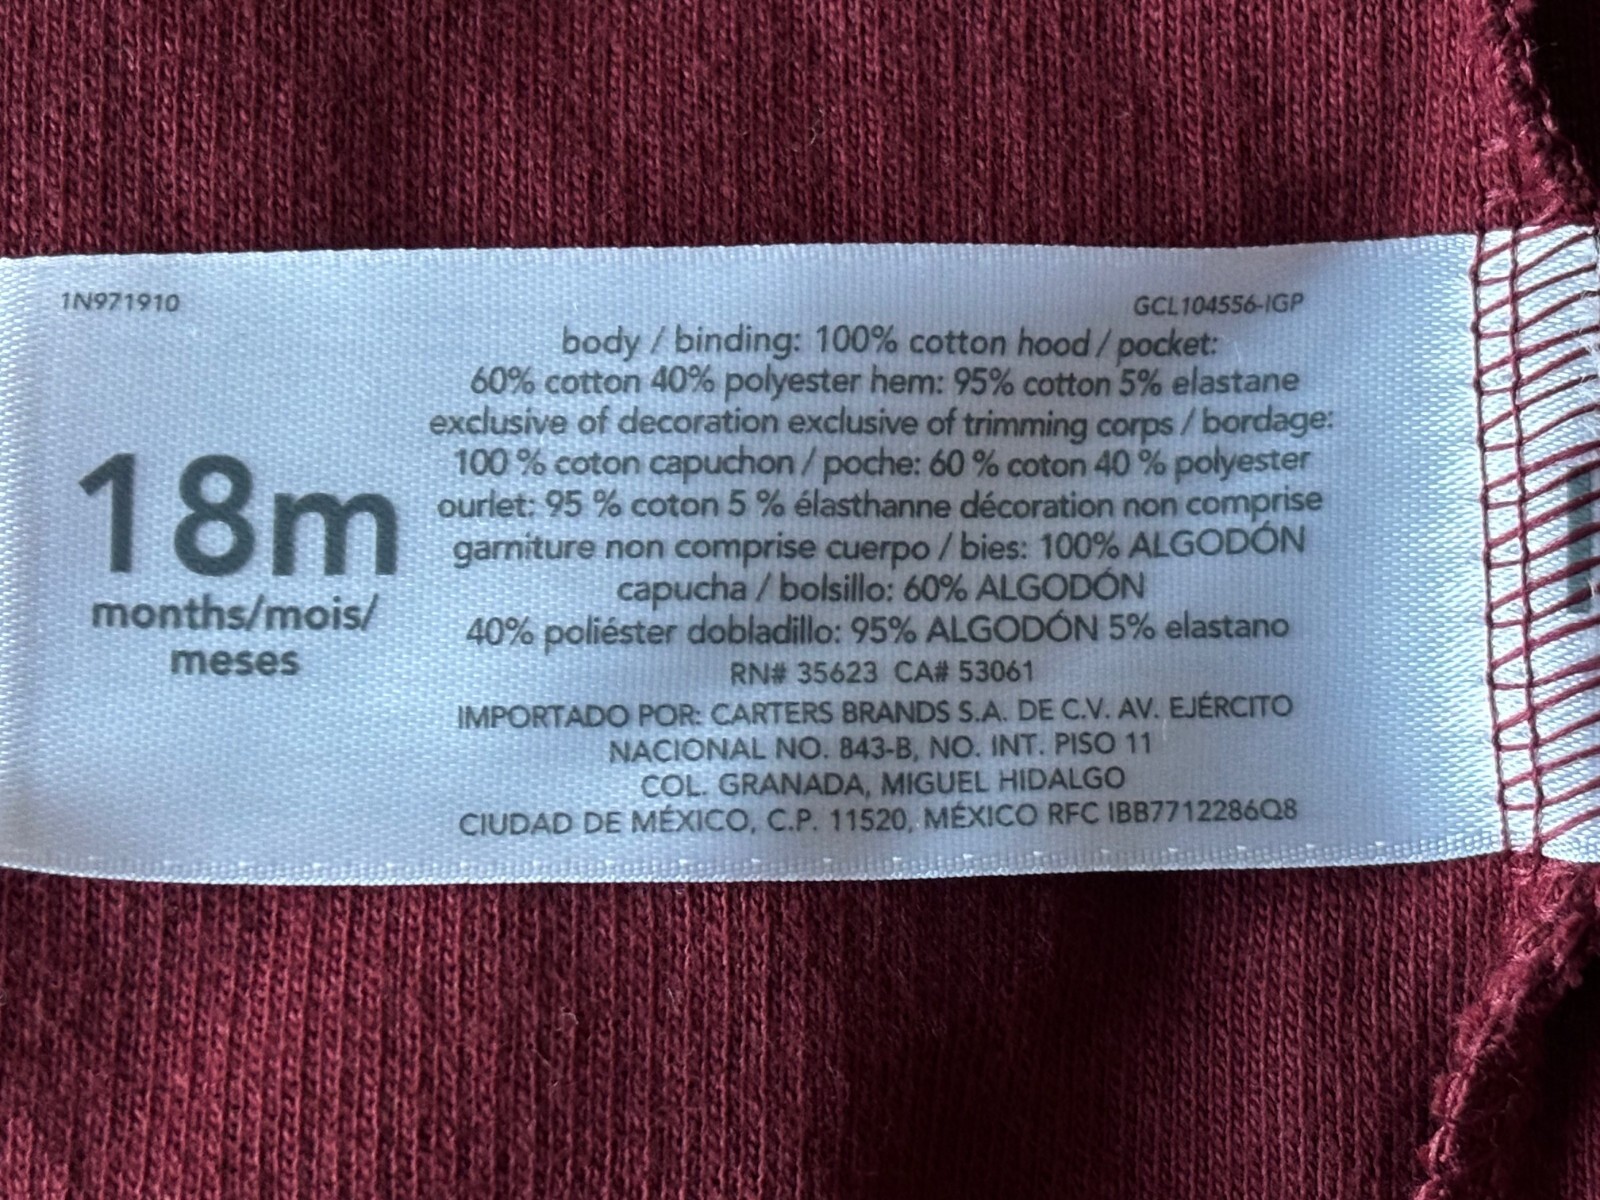 1N971910
GCL104556-IGP
body / binding: 100% cotton hood / pocket:
60% cotton 40% polyester hem: 95% cotton 5% elastane
exclusive of decoration exclusive of trimming corps / bordage:
100 % coton capuchon / poche: 60 % coton 40 % polyester
ourlet: 95 % coton 5 % élasthanne décoration non comprise
garniture non comprise cuerpo / bies: 100% ALGODÓN
capucha / bolsillo: 60% ALGODÓN
40% poliéster dobladillo: 95% ALGODÓN 5% elastano
RN# 35623 CA# 53061
IMPORTADO POR: CARTERS BRANDS S.A. DE C.V. AV. EJÉRCITO
NACIONAL NO. 843-B, NO. INT. PISO 11
COL. GRANADA, MIGUEL HIDALGO
CIUDAD DE MÉXICO, C.P. 11520, MÉXICO RFC IBB7712286Q8
18m
months/mois/
meses